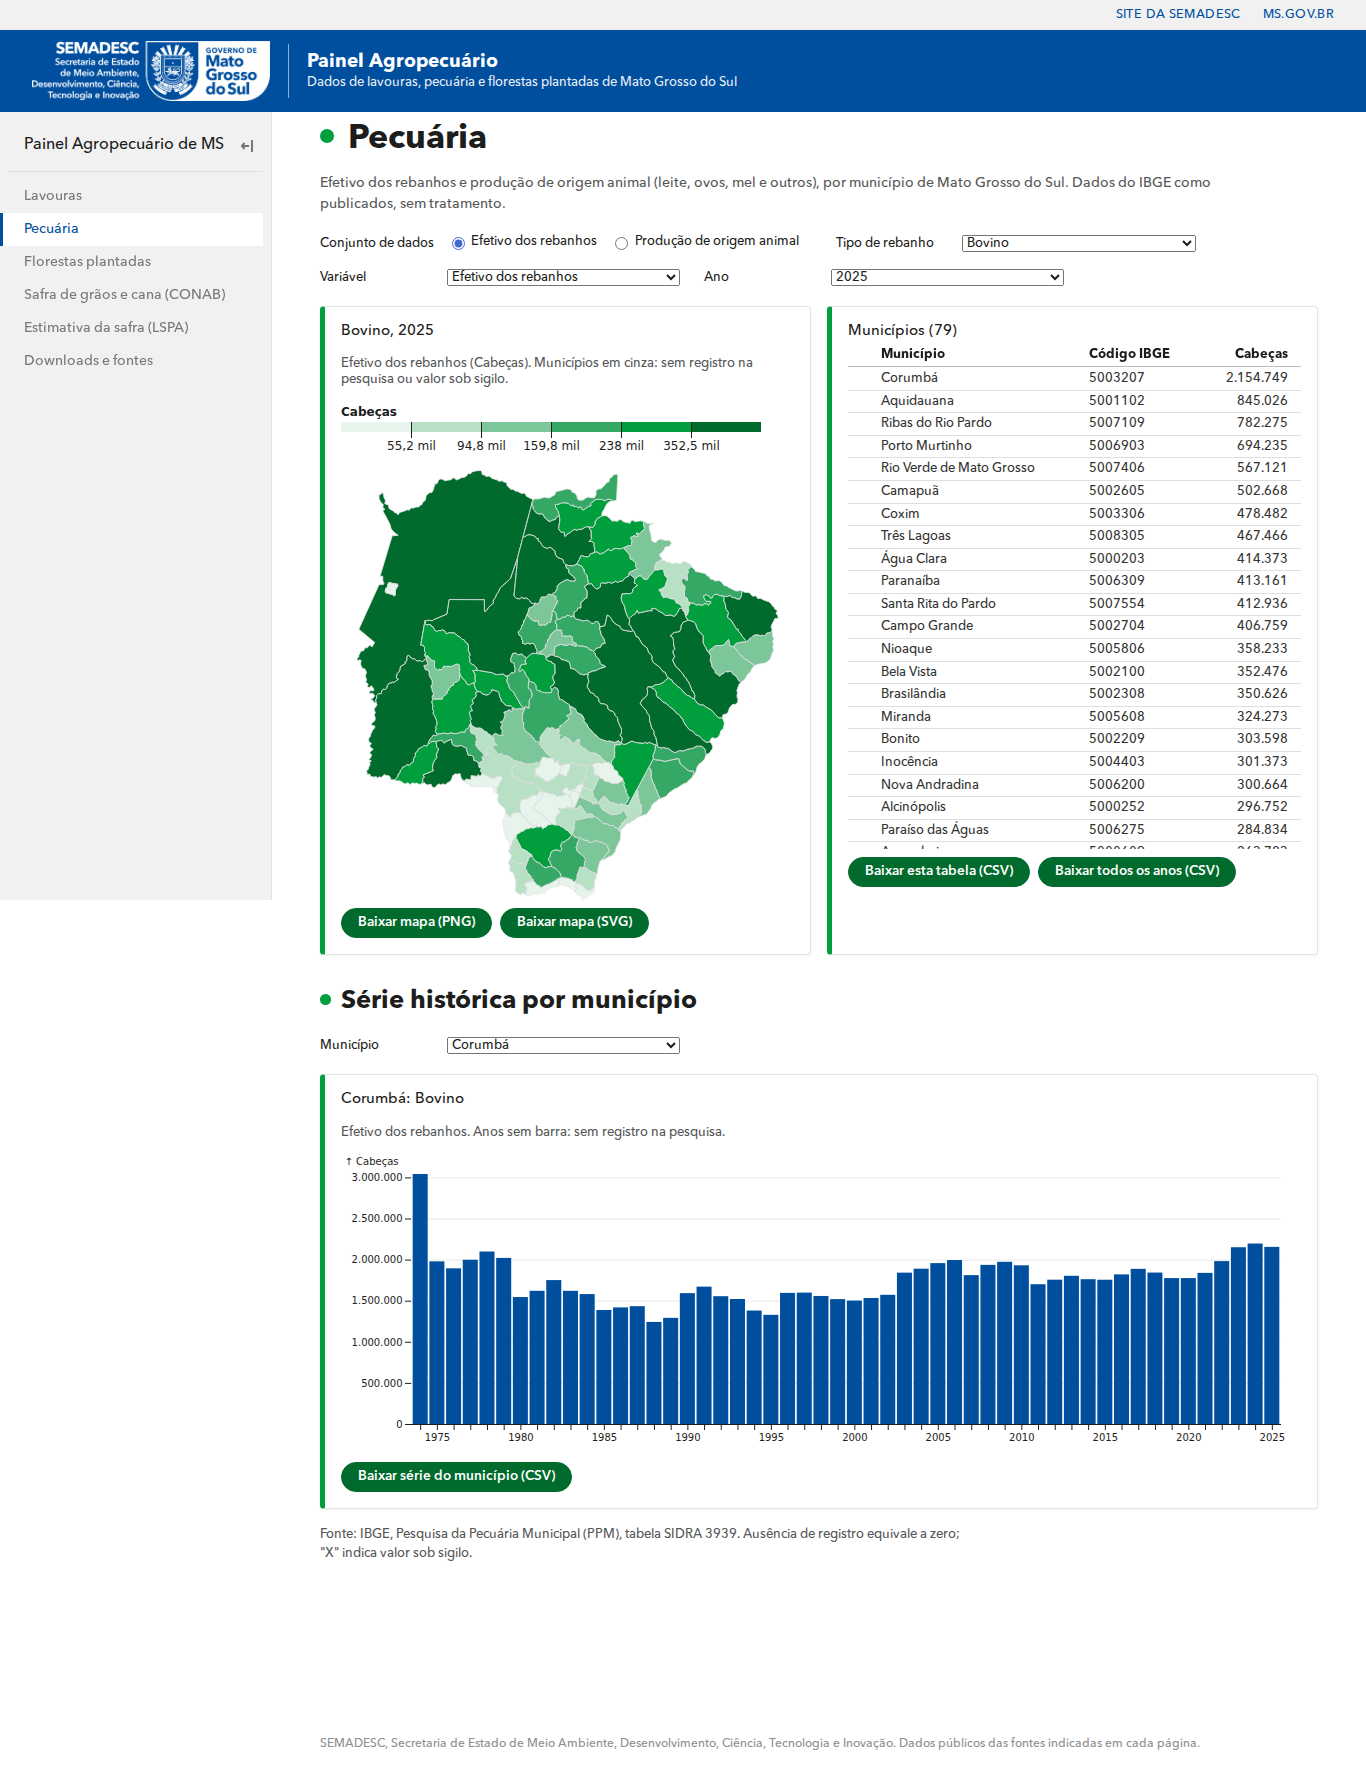 SITE DA SEMADESC MS.GOV.BR
SEMADESC
Secretaria de Estado
de Meio Ambiente,
Desenvolvimento, Ciência,
Tecnologia e Inovação
GOVERNO DE
Mato
Grosso
do Sul
Painel Agropecuário
Dados de lavouras, pecuária e florestas plantadas de Mato Grosso do Sul
Painel Agropecuário de MS
Lavouras
Pecuária
Florestas plantadas
Safra de grãos e cana (CONAB)
Estimativa da safra (LSPA)
Downloads e fontes
Pecuária
Efetivo dos rebanhos e produção de origem animal (leite, ovos, mel e outros), por município de Mato Grosso do Sul. Dados do IBGE como
publicados, sem tratamento.
Conjunto de dados Efetivo dos rebanhos Produção de origem animal Tipo de rebanho Bovino
Variável Efetivo dos rebanhos Ano 2025
Bovino, 2025
Efetivo dos rebanhos (Cabeças). Municípios em cinza: sem registro na
pesquisa ou valor sob sigilo.
Cabeças
55,2 mil 94,8 mil 159,8 mil 238 mil 352,5 mil
Baixar mapa (PNG) Baixar mapa (SVG)
Municípios (79)
Município Código IBGE Cabeças
Corumbá 5003207 2.154.749
Aquidauana 5001102 845.026
Ribas do Rio Pardo 5007109 782.275
Porto Murtinho 5006903 694.235
Rio Verde de Mato Grosso 5007406 567.121
Camapuã 5002605 502.668
Coxim 5003306 478.482
Três Lagoas 5008305 467.466
Água Clara 5000203 414.373
Paranaíba 5006309 413.161
Santa Rita do Pardo 5007554 412.936
Campo Grande 5002704 406.759
Nioaque 5005806 358.233
Bela Vista 5002100 352.476
Brasilândia 5002308 350.626
Miranda 5005608 324.273
Bonito 5002209 303.598
Inocência 5004403 301.373
Nova Andradina 5006200 300.664
Alcinópolis 5000252 296.752
Paraíso das Águas 5006275 284.834
Baixar esta tabela (CSV) Baixar todos os anos (CSV)
Série histórica por município
Município Corumbá
Corumbá: Bovino
Efetivo dos rebanhos. Anos sem barra: sem registro na pesquisa.
↑ Cabeças
3.000.000
2.500.000
2.000.000
1.500.000
1.000.000
500.000
0
1975 1980 1985 1990 1995 2000 2005 2010 2015 2020 2025
Baixar série do município (CSV)
Fonte: IBGE, Pesquisa da Pecuária Municipal (PPM), tabela SIDRA 3939. Ausência de registro equivale a zero;
"X" indica valor sob sigilo.
SEMADESC, Secretaria de Estado de Meio Ambiente, Desenvolvimento, Ciência, Tecnologia e Inovação. Dados públicos das fontes indicadas em cada página.